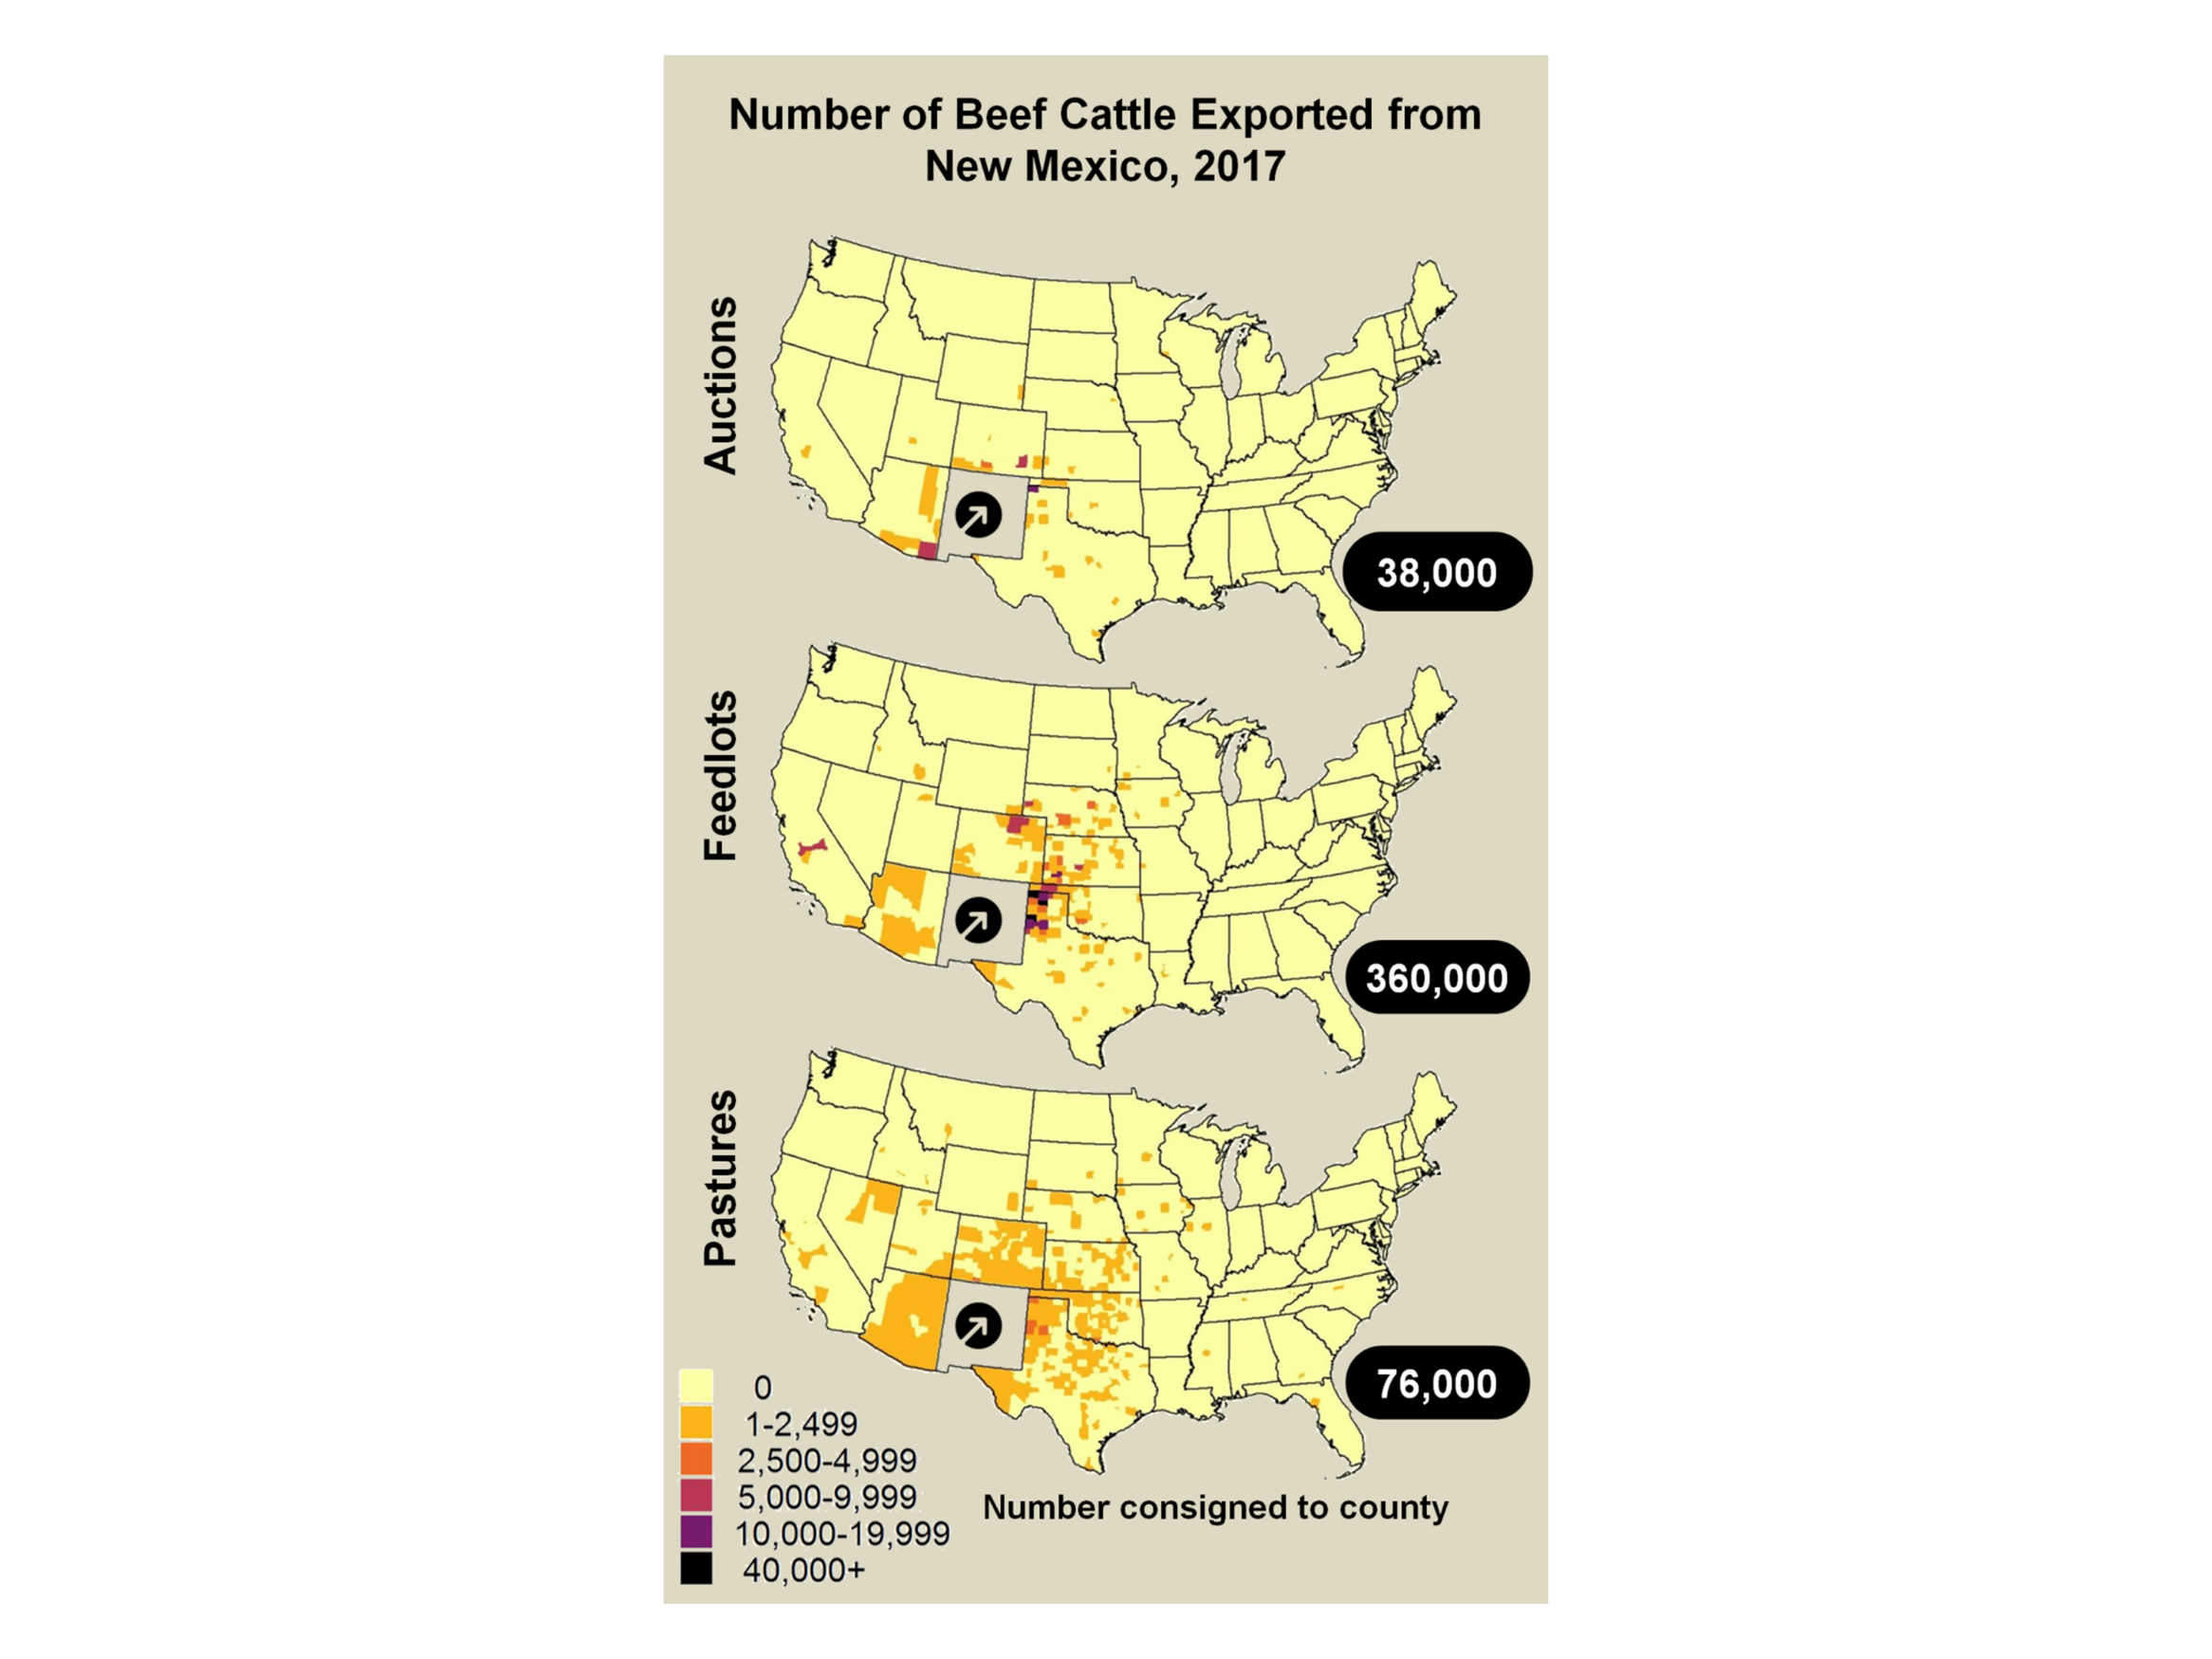 Number of Beef Cattle Exported from
New Mexico, 2017
Auctions
38,000
Feedlots
360,000
Pastures
76,000
0
1-2,499
2,500-4,999
5,000-9,999
10,000-19,999
40,000+
Number consigned to county